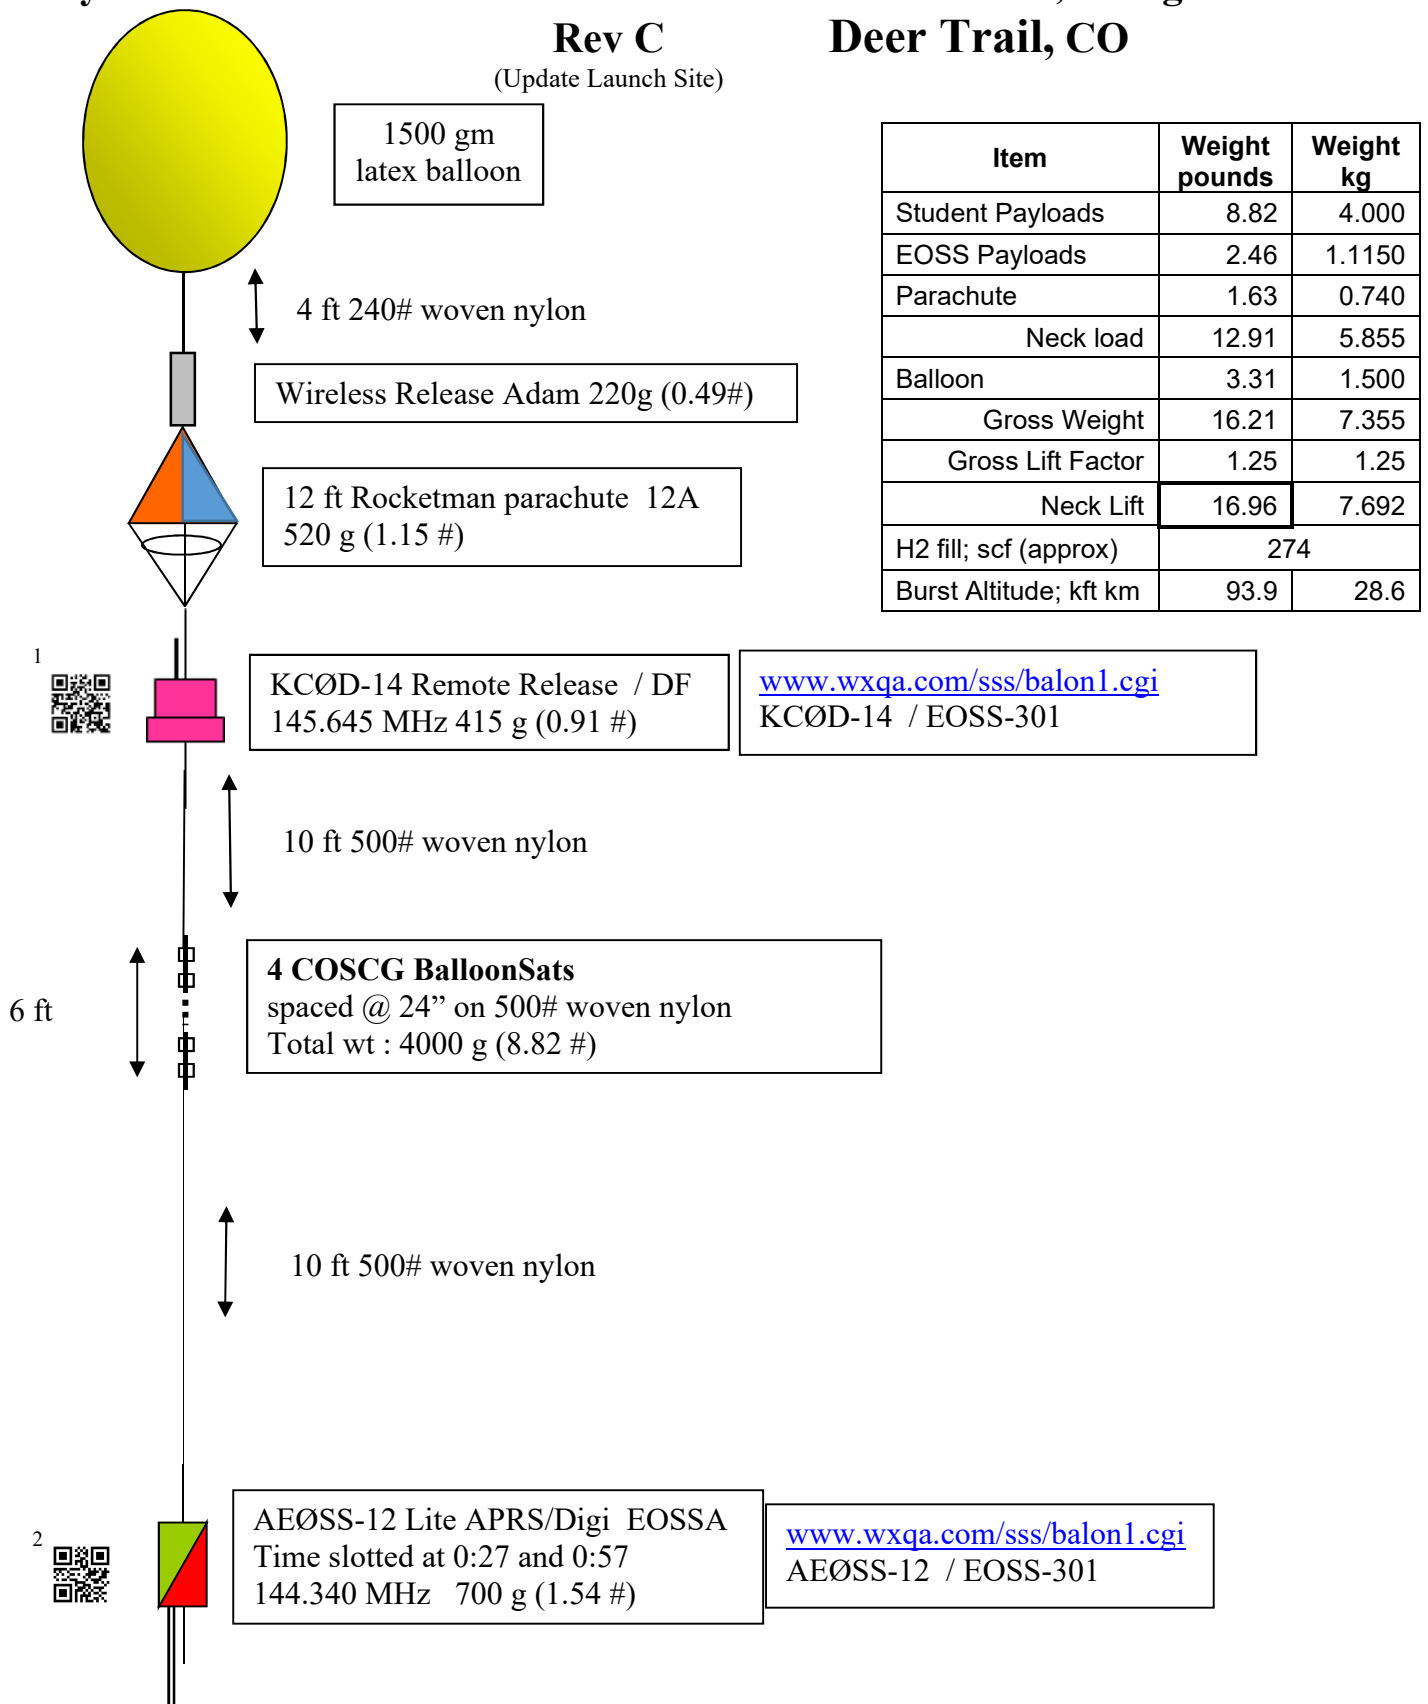 Rev C
Deer Trail, CO
(Update Launch Site)
1500 gm
latex balloon
Item Weight pounds Weight kg
Student Payloads 8.82 4.000
EOSS Payloads 2.46 1.1150
Parachute 1.63 0.740
Neck load 12.91 5.855
Balloon 3.31 1.500
Gross Weight 16.21 7.355
Gross Lift Factor 1.25 1.25
Neck Lift 16.96 7.692
H2 fill; scf (approx) 274
Burst Altitude; kft km 93.9 28.6
4 ft 240# woven nylon
Wireless Release Adam 220g (0.49#)
12 ft Rocketman parachute 12A
520 g (1.15 #)
1
KCØD-14 Remote Release / DF
145.645 MHz 415 g (0.91 #)
www.wxqa.com/sss/balon1.cgi
KCØD-14 / EOSS-301
10 ft 500# woven nylon
6 ft
4 COSCG BalloonSats
spaced @ 24” on 500# woven nylon
Total wt : 4000 g (8.82 #)
10 ft 500# woven nylon
2
AEØSS-12 Lite APRS/Digi EOSSA
Time slotted at 0:27 and 0:57
144.340 MHz 700 g (1.54 #)
www.wxqa.com/sss/balon1.cgi
AEØSS-12 / EOSS-301